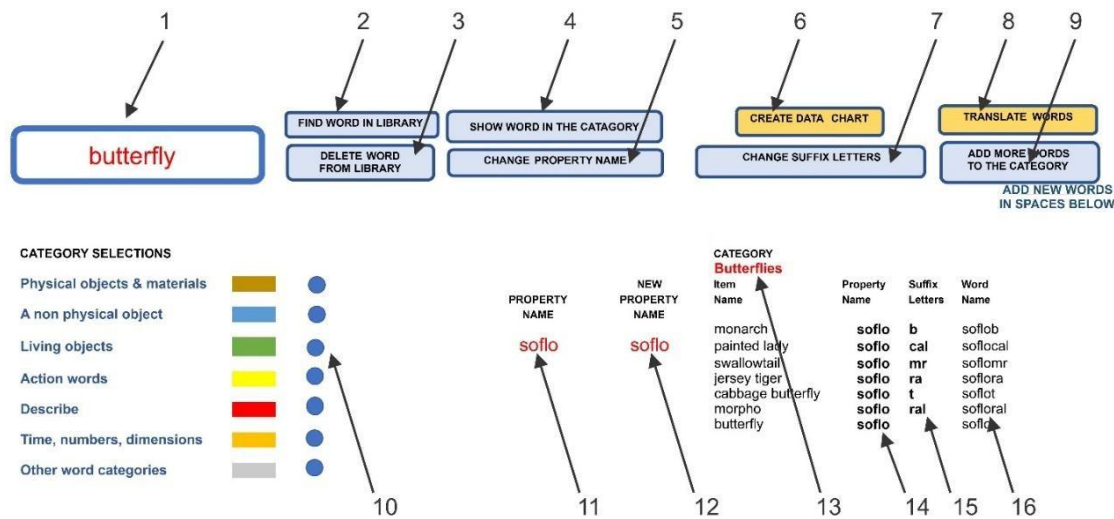 1 2 3 4 5 6 7 8 9
butterfly
FIND WORD IN LIBRARY
DELETE WORD
FROM LIBRARY
SHOW WORD IN THE CATAGORY
CHANGE PROPERTY NAME
CREATE DATA CHART
CHANGE SUFFIX LETTERS
TRANSLATE WORDS
ADD MORE WORDS
TO THE CATEGORY
ADD NEW WORDS
IN SPACES BELOW
CATEGORY SELECTIONS
Physical objects & materials
A non physical object
Living objects
Action words
Describe
Time, numbers, dimensions
Other word categories
PROPERTY
NAME
soflo
NEW
PROPERTY
NAME
soflo
CATEGORY
Butterflies
Item Property Suffix Word
Name Name Letters Name
monarch soflo b soflob
painted lady soflo cal soflocal
swallowtail soflo mr soflomr
jersey tiger soflo ra soflora
cabbage butterfly soflo t soflot
morpho soflo ral sofloral
butterfly soflo soflo
10 11 12 13 14 15 16